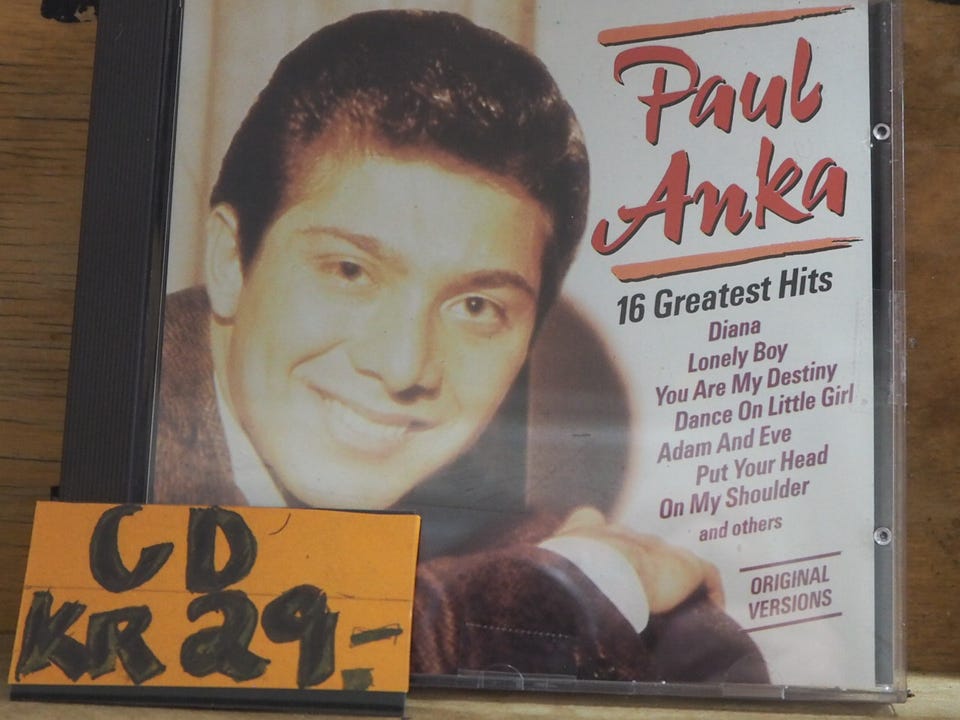 Paul
Anka
16 Greatest Hits
Diana
Lonely Boy
You Are My Destiny
Dance On Little Girl
Adam And Eve
Put Your Head
On My Shoulder
and others
ORIGINAL
VERSIONS
CD
KR 29.-